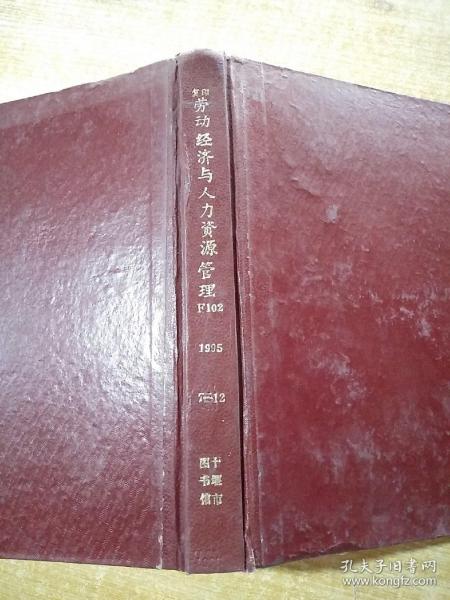 复印
劳动经济与人力資源管理
F102
1995
7-12
十堰市
图书馆
孔夫子旧书网
www.kongfz.com